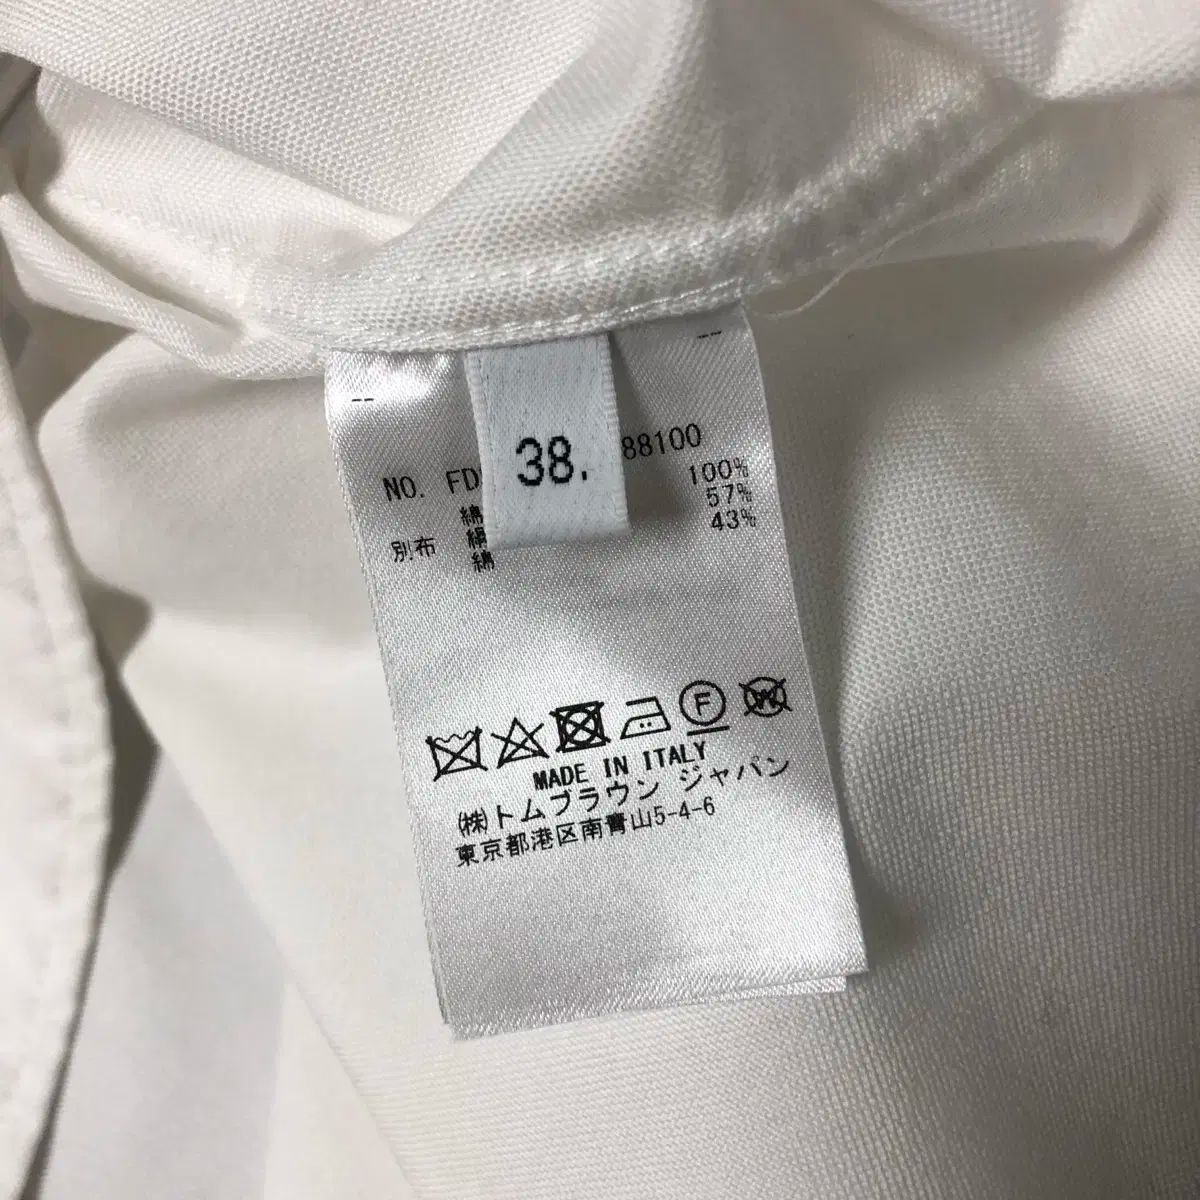 --
--
38.
NO. FD 88100
綿 100%
別布 絹 57%
綿 43%
F
W
MADE IN ITALY
㈱トムブラウン ジャパン
東京都港区南青山5-4-6